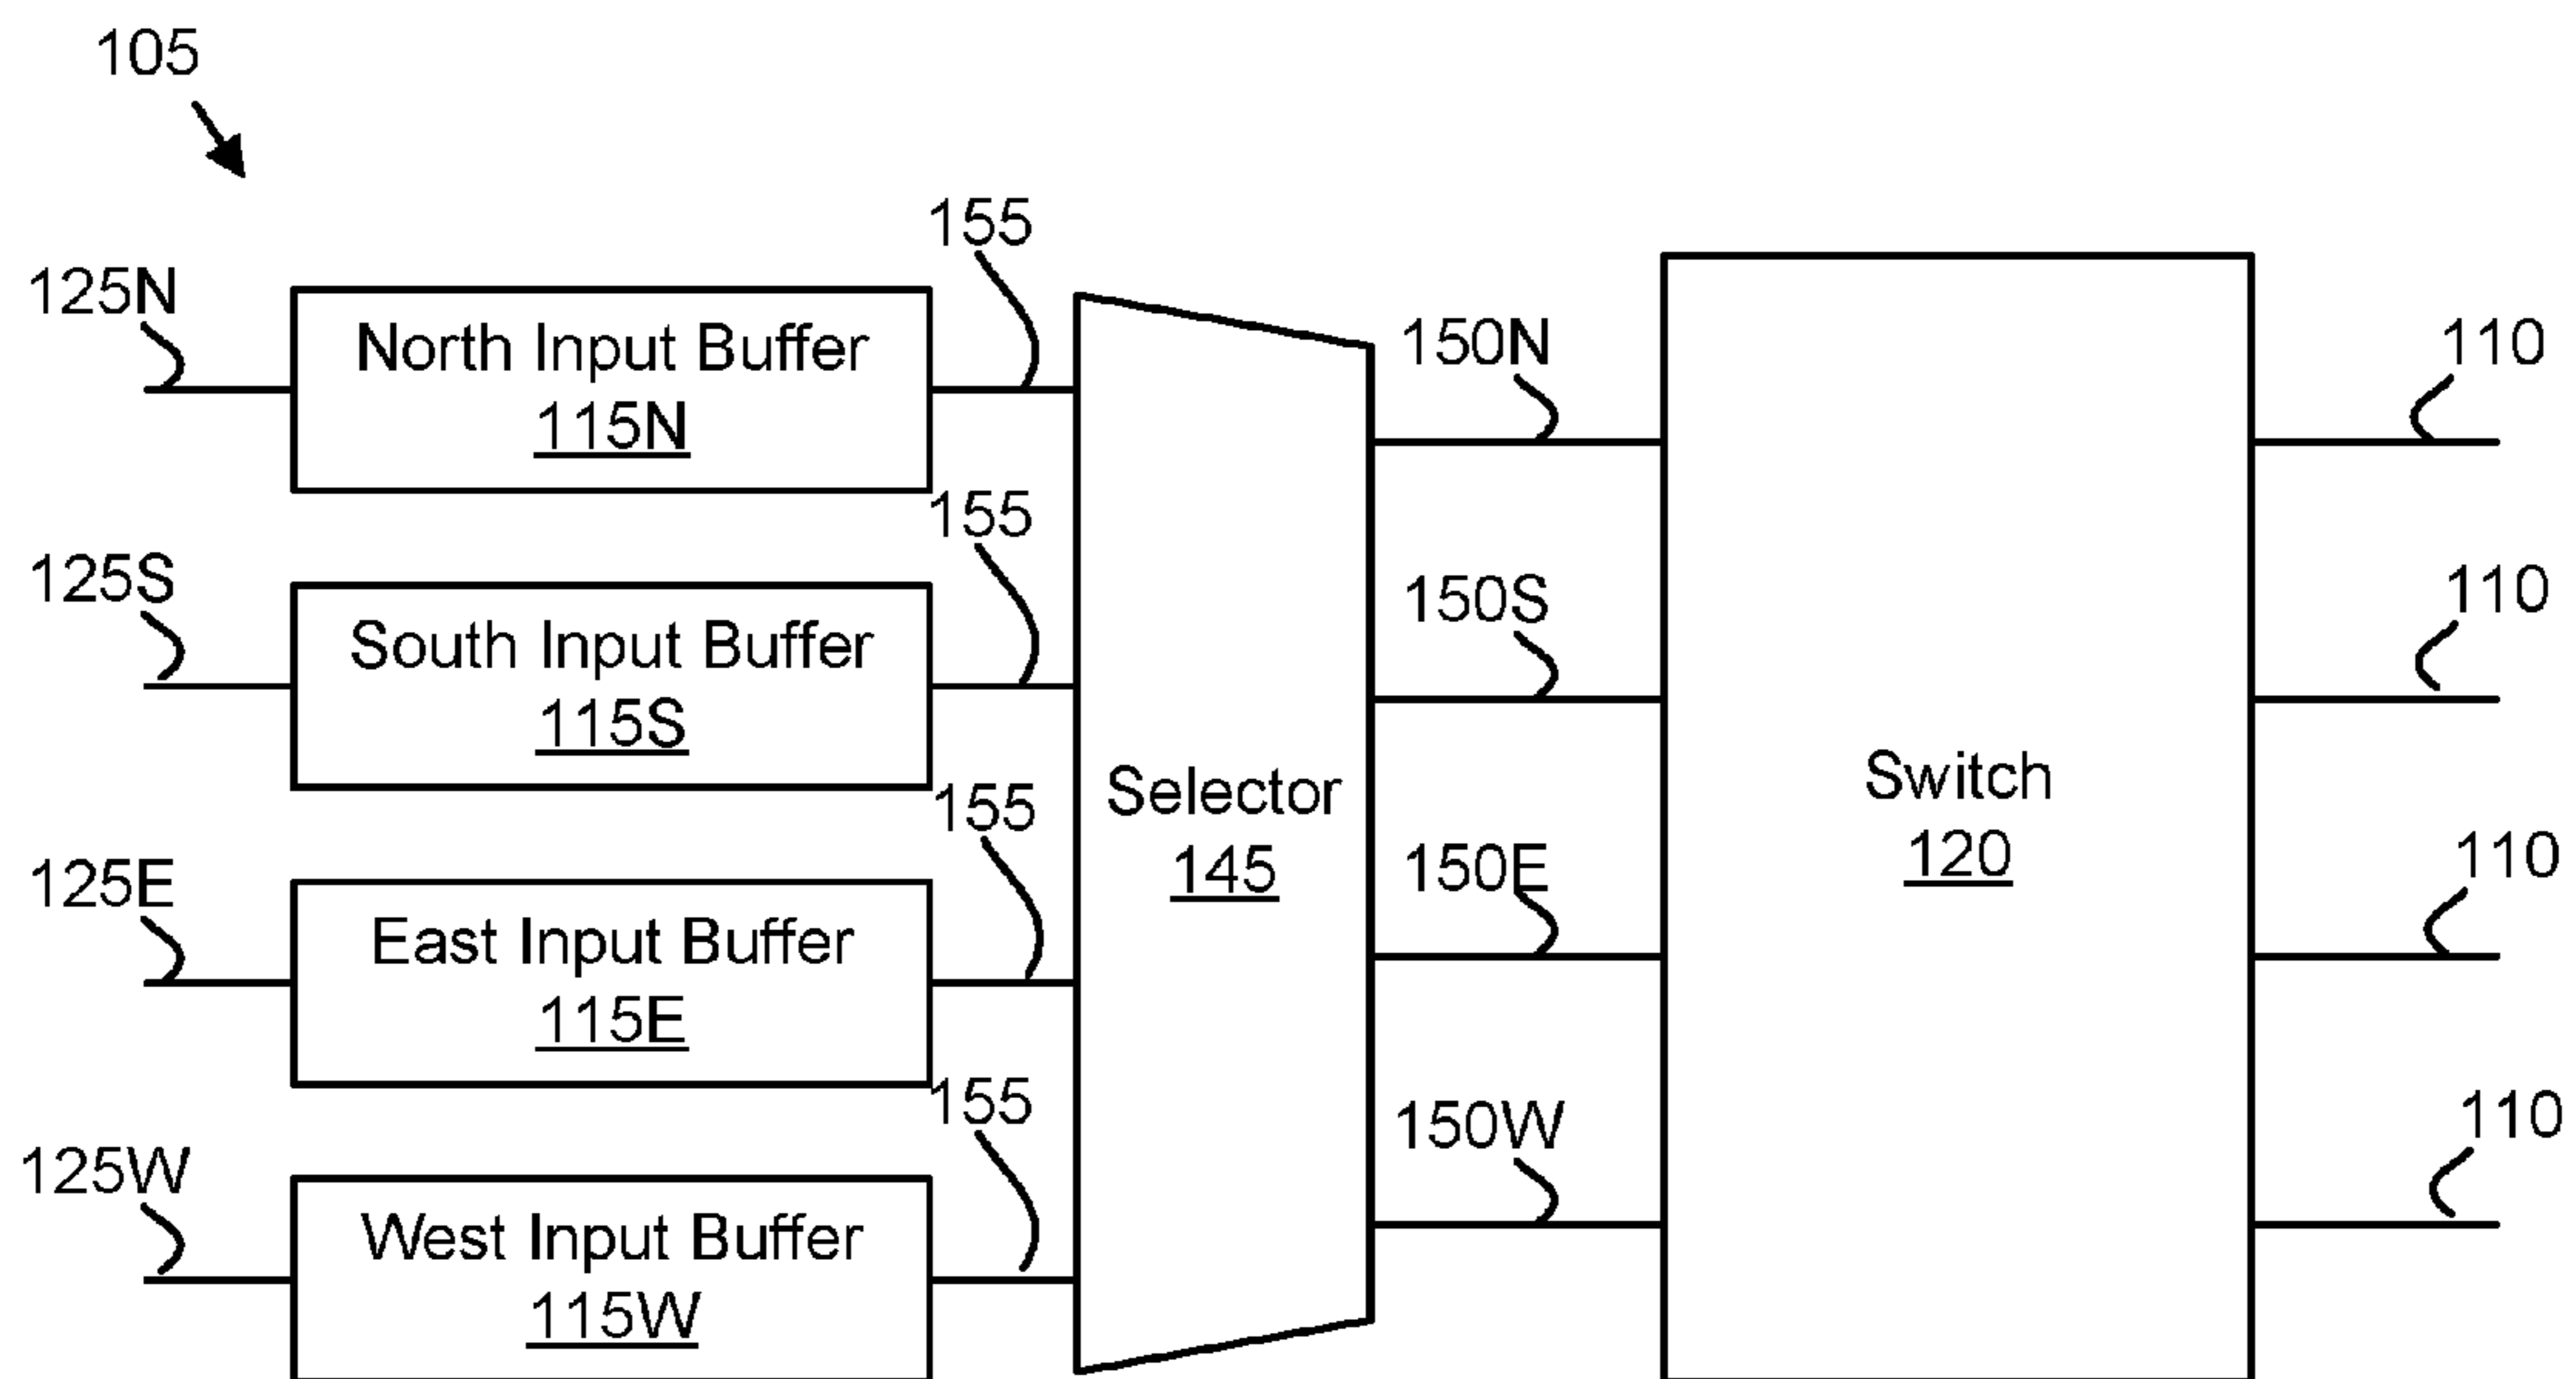 105
125N
North Input Buffer
115N
155
150N
110
125S
South Input Buffer
115S
155
150S
110
Selector
145
Switch
120
125E
East Input Buffer
115E
155
150E
110
125W
West Input Buffer
115W
155
150W
110